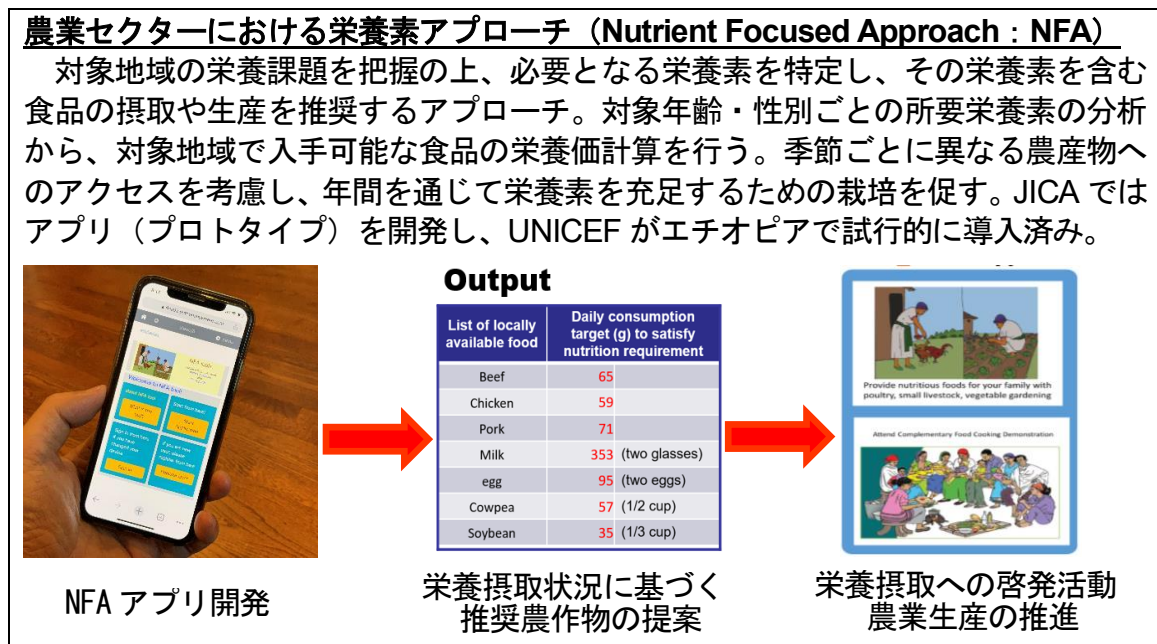 農業セクターにおける栄養素アプローチ（Nutrient Focused Approach：NFA）
対象地域の栄養課題を把握の上、必要となる栄養素を特定し、その栄養素を含む
食品の摂取や生産を推奨するアプローチ。対象年齢・性別ごとの所要栄養素の分析
から、対象地域で入手可能な食品の栄養価計算を行う。季節ごとに異なる農産物へ
のアクセスを考慮し、年間を通じて栄養素を充足するための栽培を促す。JICA では
アプリ（プロトタイプ）を開発し、UNICEF がエチオピアで試行的に導入済み。
Output
List of locally available food
Daily consumption target (g) to satisfy nutrition requirement
Beef 65
Chicken 59
Pork 71
Milk 353 (two glasses)
egg 95 (two eggs)
Cowpea 57 (1/2 cup)
Soybean 35 (1/3 cup)
Provide nutritious foods for your family with
poultry, small livestock, vegetable gardening
Attend Complementary Food Cooking Demonstration
NFA アプリ開発
栄養摂取状況に基づく
推奨農作物の提案
栄養摂取への啓発活動
農業生産の推進